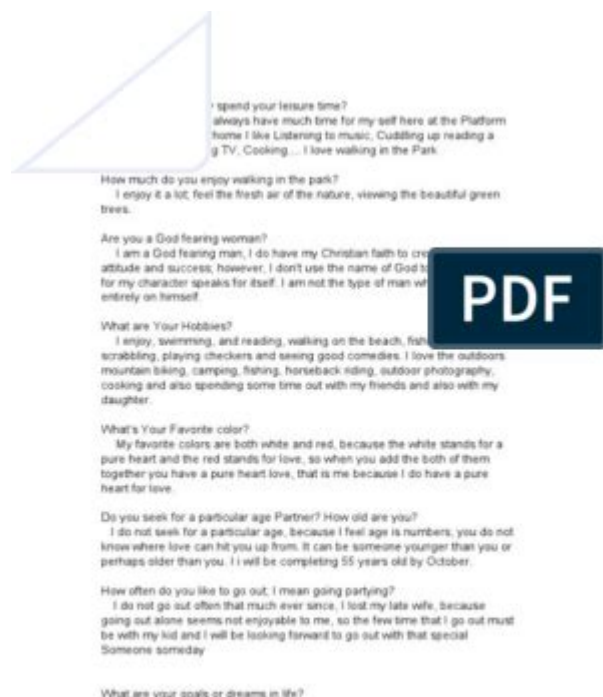 spend your leisure time?
always have much time for my self here at the Platform
home I like Listening to music, Cuddling up reading a
g TV, Cooking.... I love walking in the Park
How much do you enjoy walking in the park?
I enjoy it a lot; feel the fresh air of the nature, viewing the beautiful green
trees.
Are you a God fearing woman?
I am a God fearing man, I do have my Christian faith to
attitude and success; however, I don't use the name of God
for my character speaks for itself. I am not the type of man
entirely on himself.
PDF
What are Your Hobbies?
I enjoy, swimming, and reading, walking on the beach,
scrabbling, playing checkers and seeing good comedies. I love the outdoors
mountain biking, camping, fishing, horseback riding, outdoor photography,
cooking and also spending some time out with my friends and also with my
daughter.
What's Your Favorite color?
My favorite colors are both white and red, because the white stands for a
pure heart and the red stands for love, so when you add the both of them
together you have a pure heart love, that is me because I do have a pure
heart for love.
Do you seek for a particular age Partner? How old are you?
I do not seek for a particular age, because I feel age is numbers; you do not
know where love can hit you up from. It can be someone younger than you or
perhaps older than you. I i will be completing 55 years old by October.
How often do you like to go out; I mean going partying?
I do not go out often that much ever since, I lost my late wife, because
going out alone seems not enjoyable to me, so the few time that I go out must
be with my kid and I will be looking forward to go out with that special
Someone someday
What are your goals or dreams in life?